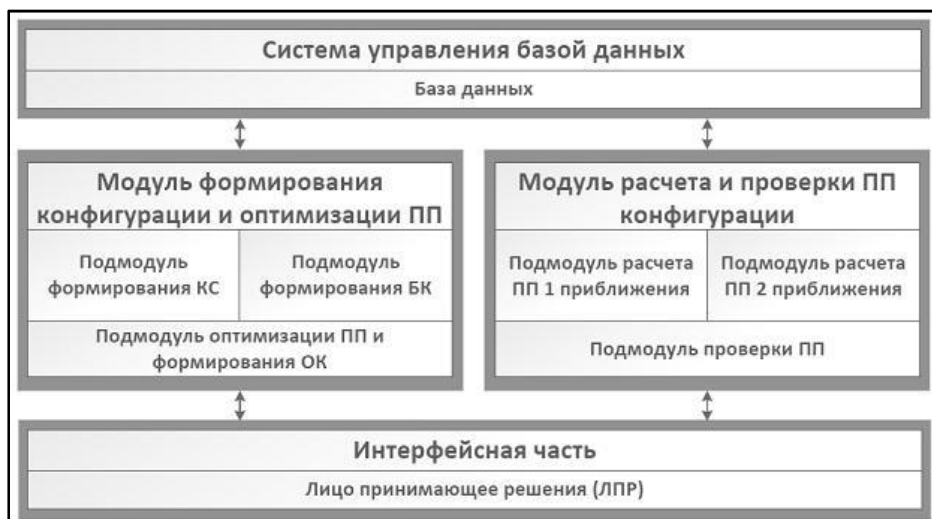 Система управления базой данных
База данных
Модуль формирования
конфигурации и оптимизации ПП
Подмодуль
формирования КС
Подмодуль
формирования БК
Подмодуль оптимизации ПП и
формирования ОК
Модуль расчета и проверки ПП
конфигурации
Подмодуль расчета
ПП 1 приближения
Подмодуль расчета
ПП 2 приближения
Подмодуль проверки ПП
Интерфейсная часть
Лицо принимающее решения (ЛПР)